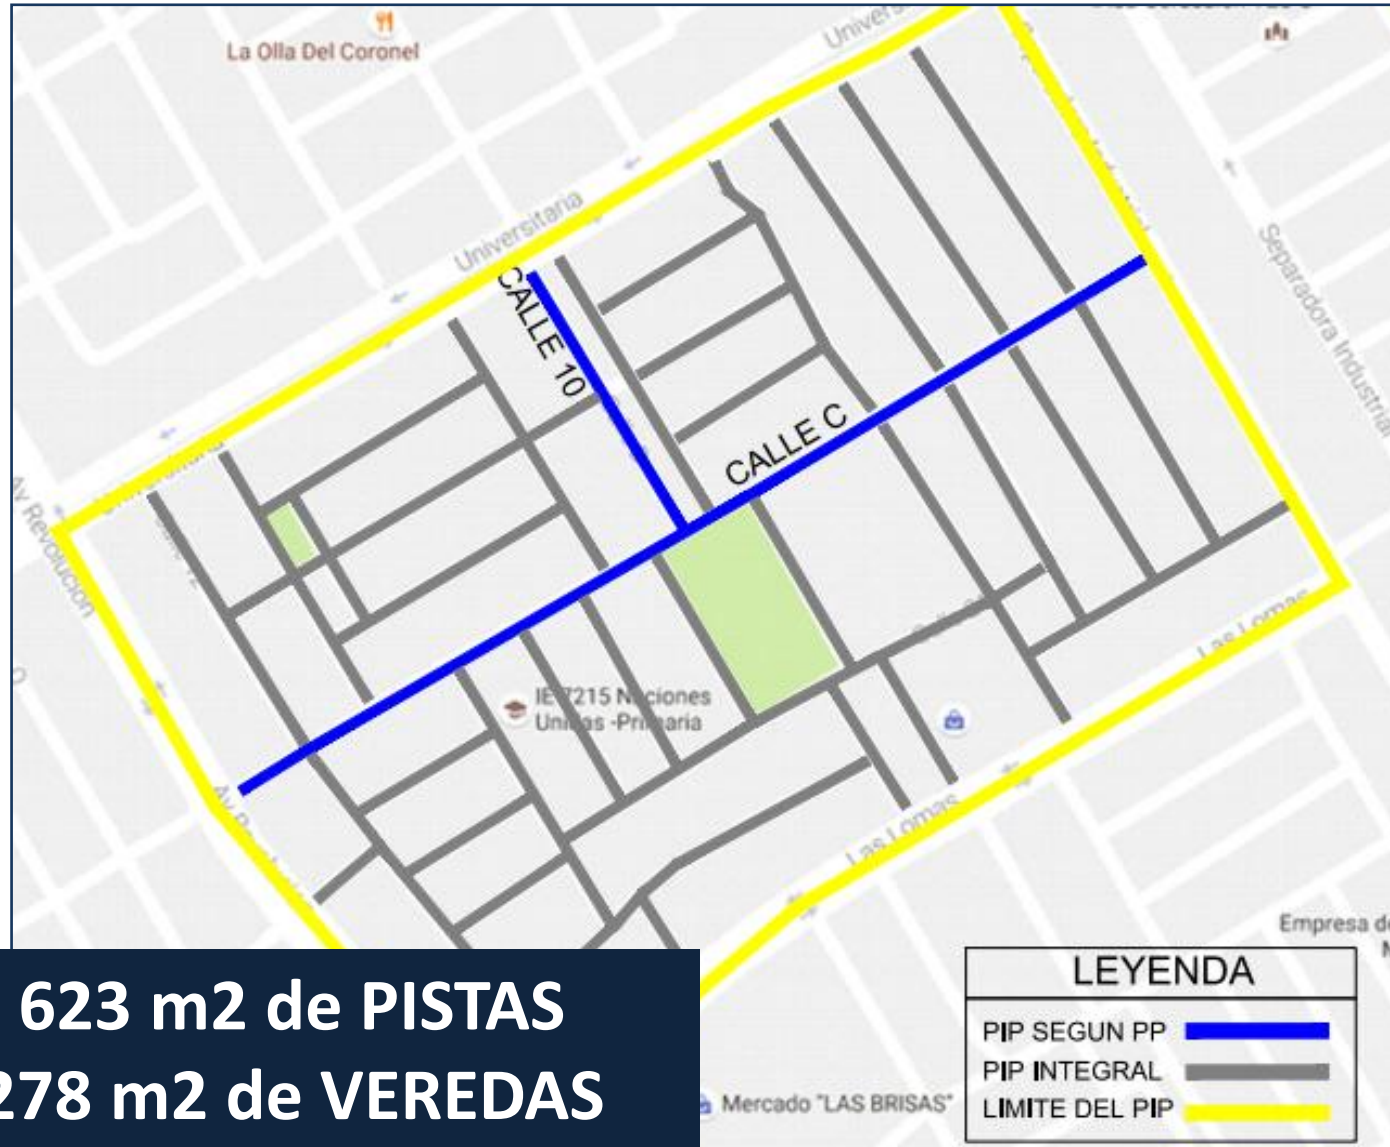 La Olla Del Coronel
Universitaria
CALLE 10
CALLE C
Separadora Industrial
Av Revolucion
IE 7215 Naciones
Unidas -Primaria
Las Lomas
Las Lomas
Empresa de
623 m2 de PISTAS
278 m2 de VEREDAS
Mercado "LAS BRISAS"
LEYENDA
PIP SEGUN PP
PIP INTEGRAL
LIMITE DEL PIP